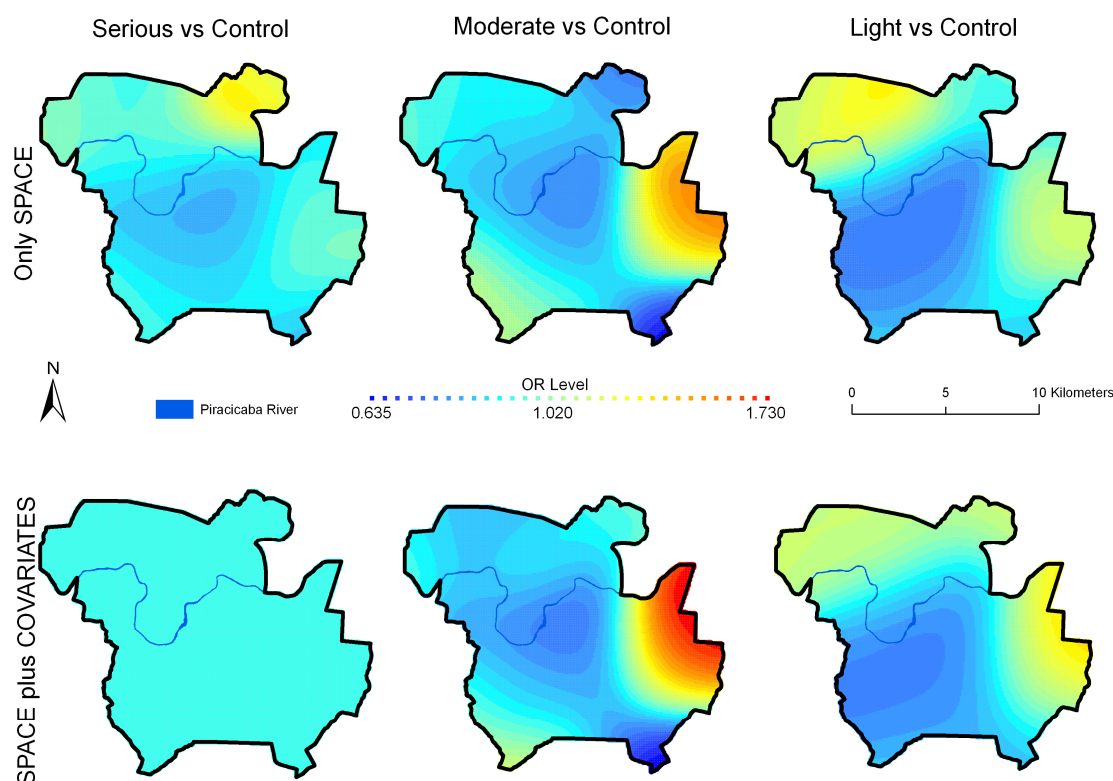 Serious vs Control
Moderate vs Control
Light vs Control
Only SPACE
N
Piracicaba River
OR Level
0.635
1.020
1.730
0
5
10 Kilometers
SPACE plus COVARIATES